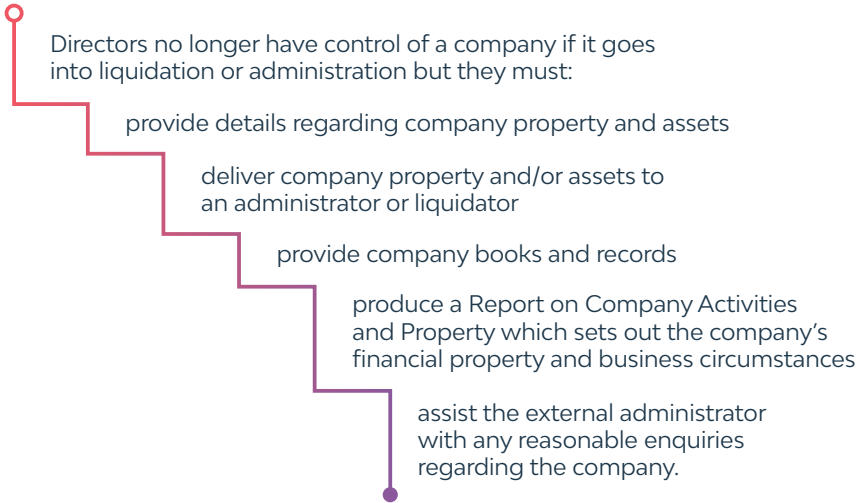 Directors no longer have control of a company if it goes
into liquidation or administration but they must:
provide details regarding company property and assets
deliver company property and/or assets to
an administrator or liquidator
provide company books and records
produce a Report on Company Activities
and Property which sets out the company’s
financial property and business circumstances
assist the external administrator
with any reasonable enquiries
regarding the company.